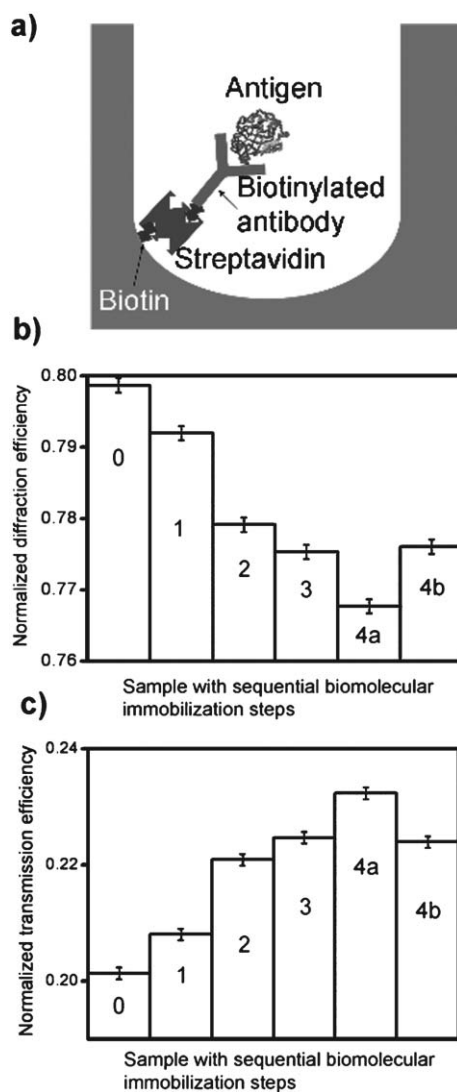 a)
Antigen
Biotinylated
antibody
Streptavidin
Biotin
b)
Normalized diffraction efficiency
0.80
0.79
0.78
0.77
0.76
0
1
2
3
4a
4b
Sample with sequential biomolecular
immobilization steps
c)
Normalized transmission efficiency
0.24
0.22
0.20
0
1
2
3
4a
4b
Sample with sequential biomolecular
immobilization steps